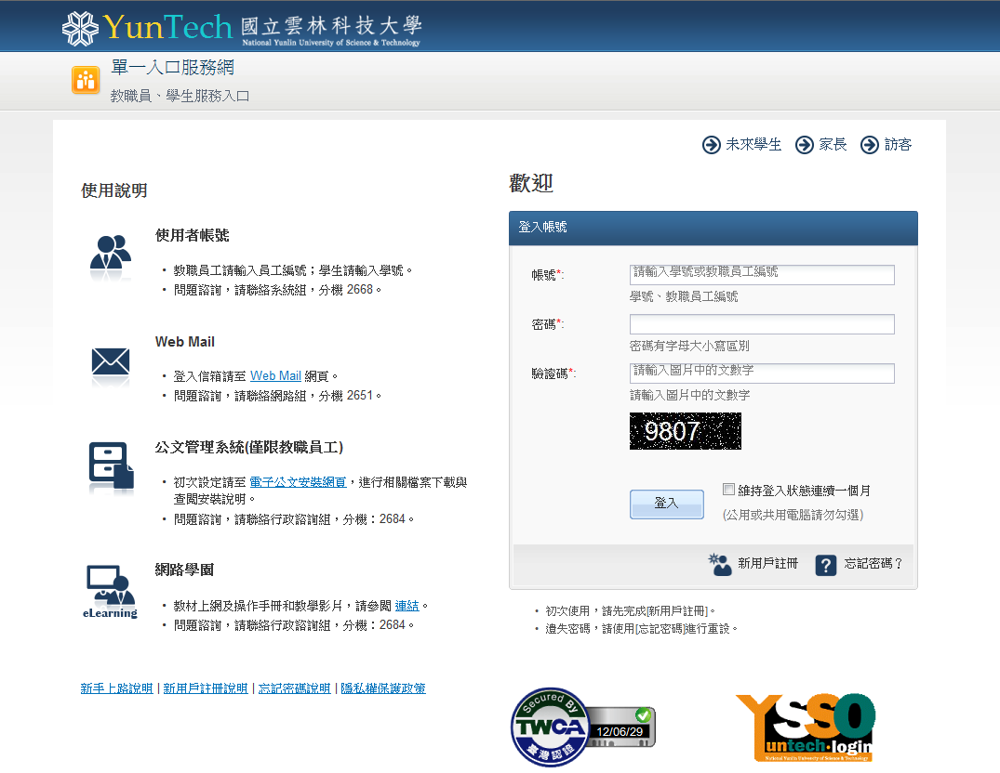 YunTech 國立雲林科技大學
National Yunlin University of Science & Technology
單一入口服務網
教職員、學生服務入口
未來學生 家長 訪客
使用說明
使用者帳號
• 教職員工請輸入員工編號；學生請輸入學號。
• 問題諮詢，請聯絡系統組，分機 2668。
Web Mail
• 登入信箱請至 Web Mail 網頁。
• 問題諮詢，請聯絡網路組，分機 2651。
公文管理系統(僅限教職員工)
• 初次設定請至 電子公文安裝網頁，進行相關檔案下載與
查閱安裝說明。
• 問題諮詢，請聯絡行政諮詢組，分機：2684。
eLearning
網路學園
• 教材上網及操作手冊和教學影片，請參閱 連結。
• 問題諮詢，請聯絡行政諮詢組，分機：2684。
新手上路說明 | 新用戶註冊說明 | 忘記密碼說明 | 隱私權保護政策
歡迎
登入帳號
帳號*: 請輸入學號或教職員工編號
學號、教職員工編號
密碼*:
密碼有字母大小寫區別
驗證碼*: 請輸入圖片中的文數字
請輸入圖片中的文數字
9807
登入 維持登入狀態連續一個月
(公用或共用電腦請勿勾選)
新用戶註冊 ? 忘記密碼？
• 初次使用，請先完成[新用戶註冊]。
• 遺失密碼，請使用[忘記密碼]進行重設。
Secured By
TWCA
臺灣認證
12/06/29
YSSO
untech·login
National Yunlin University of Science & Technology